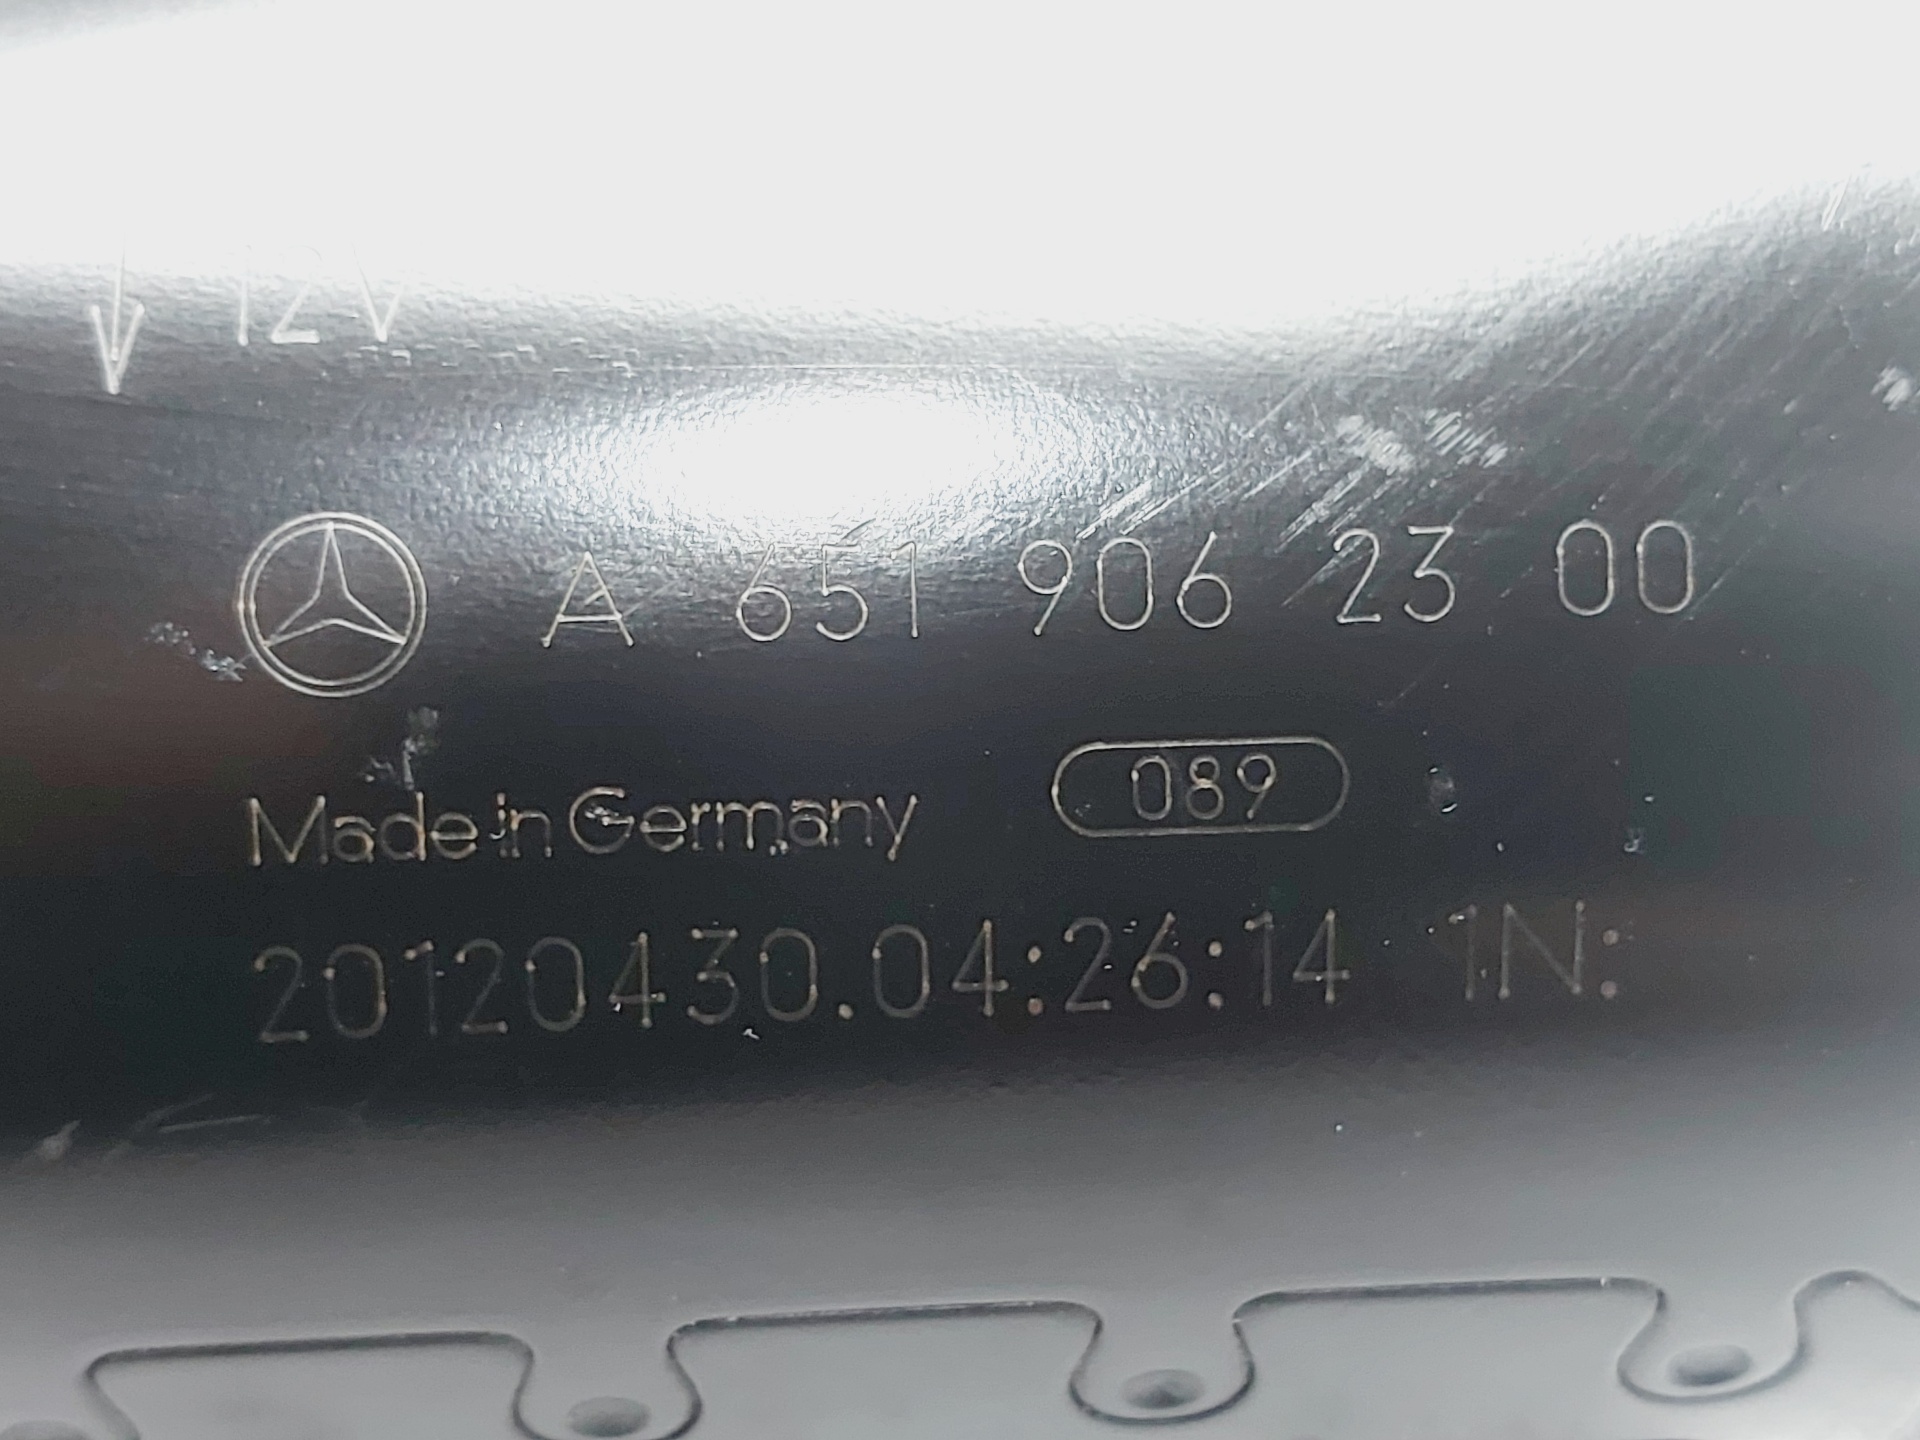 12V
A 651 906 23 00
Made in Germany 089
20120430.04:26:14 1N: